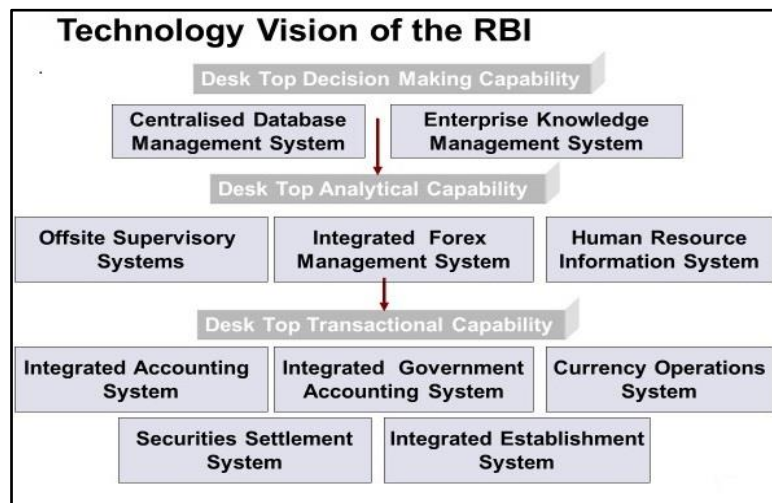 Technology Vision of the RBI
Desk Top Decision Making Capability
Centralised Database
Management System
Enterprise Knowledge
Management System
Desk Top Analytical Capability
Offsite Supervisory
Systems
Integrated Forex
Management System
Human Resource
Information System
Desk Top Transactional Capability
Integrated Accounting
System
Integrated Government
Accounting System
Currency Operations
System
Securities Settlement
System
Integrated Establishment
System